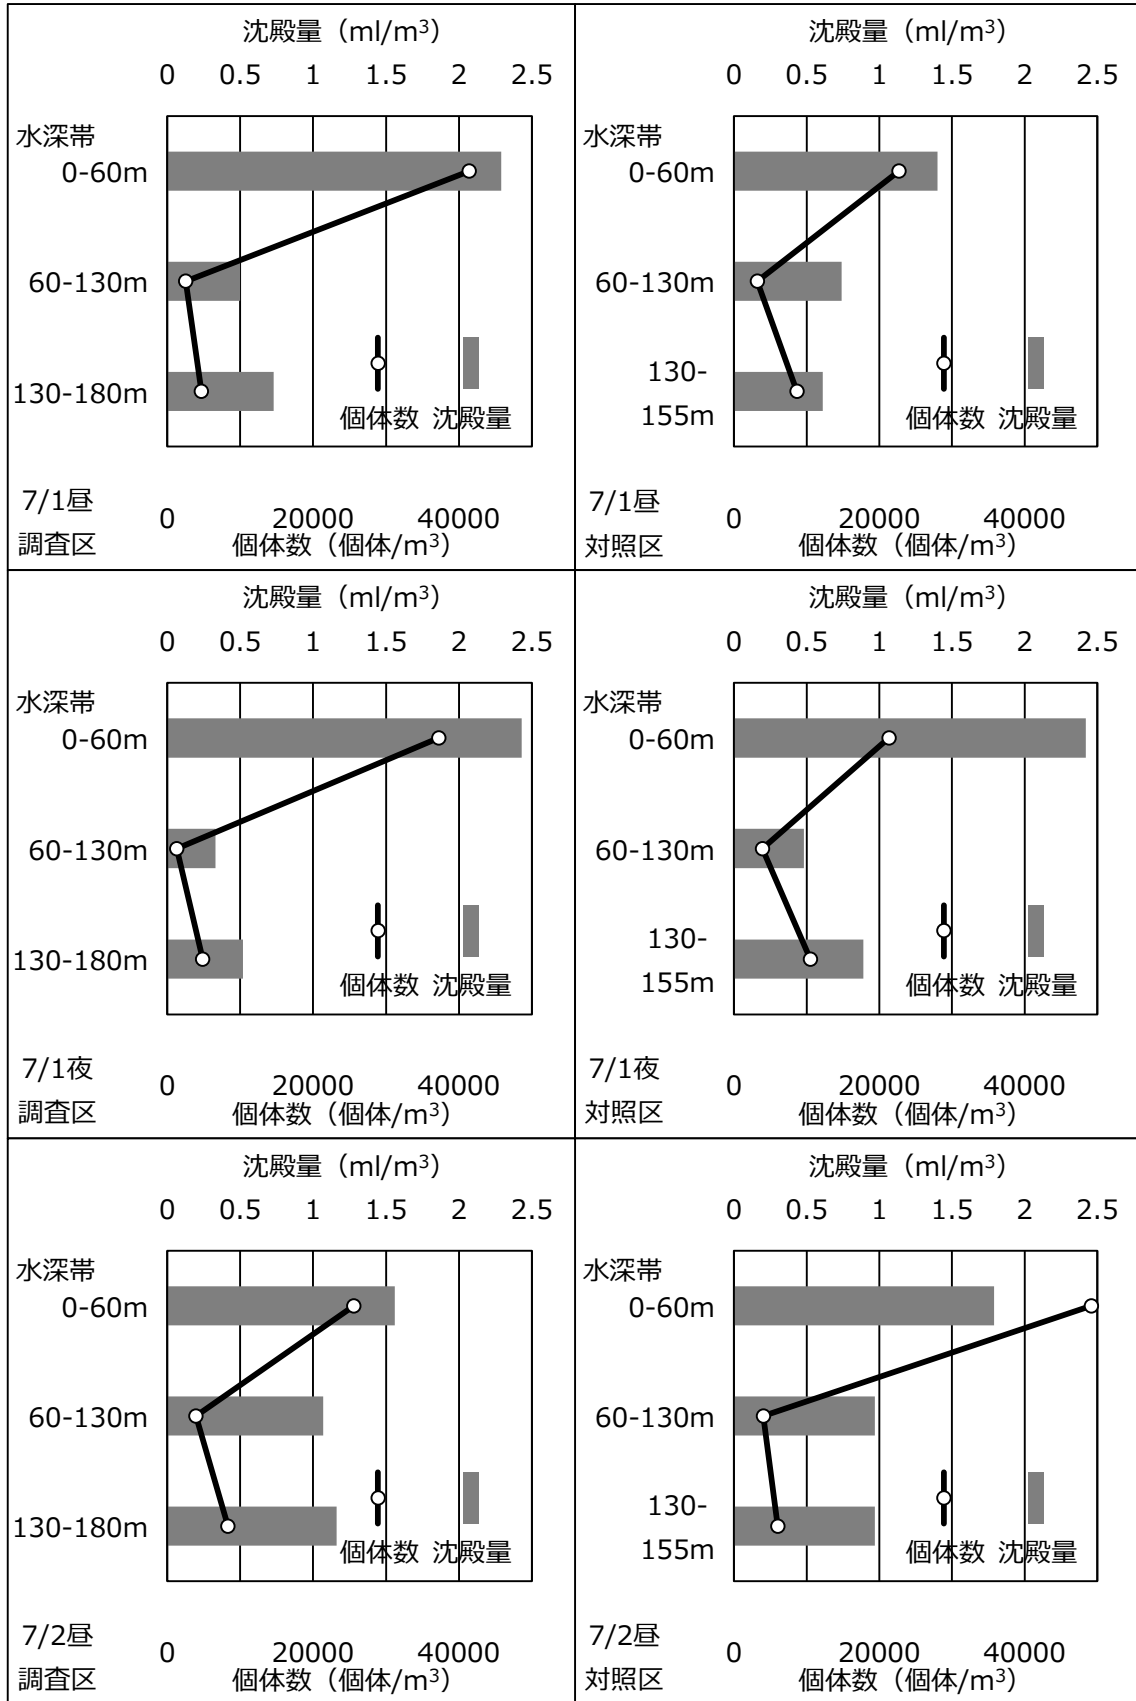 沈殿量（ml/m³）
0 0.5 1 1.5 2 2.5
水深帯
0-60m
60-130m
130-180m
個体数 沈殿量
7/1昼
調査区
0 20000 40000
個体数（個体/m³）
沈殿量（ml/m³）
0 0.5 1 1.5 2 2.5
水深帯
0-60m
60-130m
130-
155m
個体数 沈殿量
7/1昼
対照区
0 20000 40000
個体数（個体/m³）
沈殿量（ml/m³）
0 0.5 1 1.5 2 2.5
水深帯
0-60m
60-130m
130-180m
個体数 沈殿量
7/1夜
調査区
0 20000 40000
個体数（個体/m³）
沈殿量（ml/m³）
0 0.5 1 1.5 2 2.5
水深帯
0-60m
60-130m
130-
155m
個体数 沈殿量
7/1夜
対照区
0 20000 40000
個体数（個体/m³）
沈殿量（ml/m³）
0 0.5 1 1.5 2 2.5
水深帯
0-60m
60-130m
130-180m
個体数 沈殿量
7/2昼
調査区
0 20000 40000
個体数（個体/m³）
沈殿量（ml/m³）
0 0.5 1 1.5 2 2.5
水深帯
0-60m
60-130m
130-
155m
個体数 沈殿量
7/2昼
対照区
0 20000 40000
個体数（個体/m³）